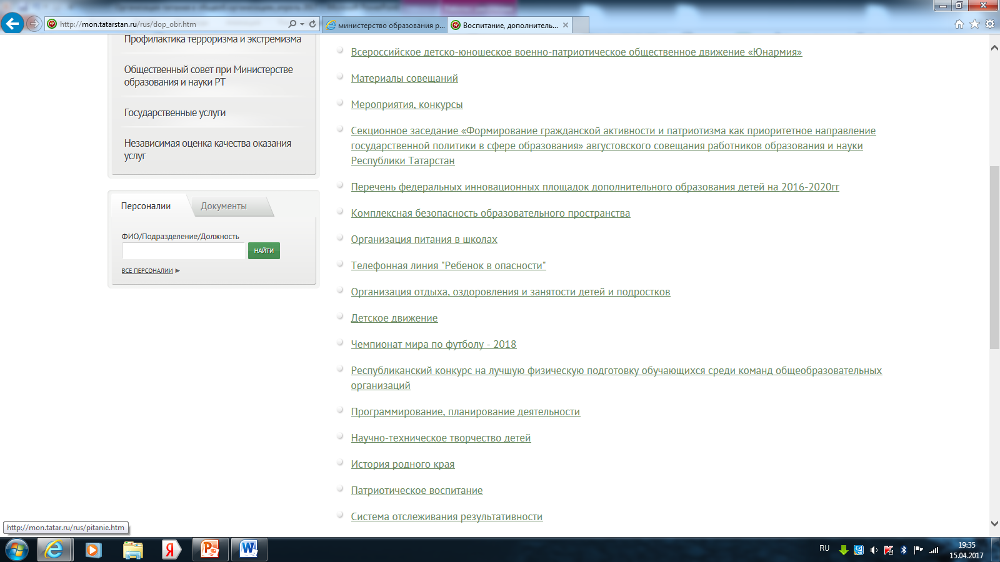 http://mon.tatarstan.ru/rus/dop_obr.htm
министерство образования р...
Воспитание, дополнитель...
Профилактика терроризма и экстремизма
Общественный совет при Министерстве
образования и науки РТ
Государственные услуги
Независимая оценка качества оказания
услуг
Персоналии
Документы
ФИО/Подразделение/Должность
НАЙТИ
ВСЕ ПЕРСОНАЛИИ
Всероссийское детско-юношеское военно-патриотическое общественное движение «Юнармия»
Материалы совещаний
Мероприятия, конкурсы
Секционное заседание «Формирование гражданской активности и патриотизма как приоритетное направление
государственной политики в сфере образования» августовского совещания работников образования и науки
Республики Татарстан
Перечень федеральных инновационных площадок дополнительного образования детей на 2016-2020гг
Комплексная безопасность образовательного пространства
Организация питания в школах
Телефонная линия "Ребенок в опасности"
Организация отдыха, оздоровления и занятости детей и подростков
Детское движение
Чемпионат мира по футболу - 2018
Республиканский конкурс на лучшую физическую подготовку обучающихся среди команд общеобразовательных
организаций
Программирование, планирование деятельности
Научно-техническое творчество детей
История родного края
Патриотическое воспитание
Система отслеживания результативности
http://mon.tatar.ru/rus/pitanie.htm
RU
19:35
15.04.2017